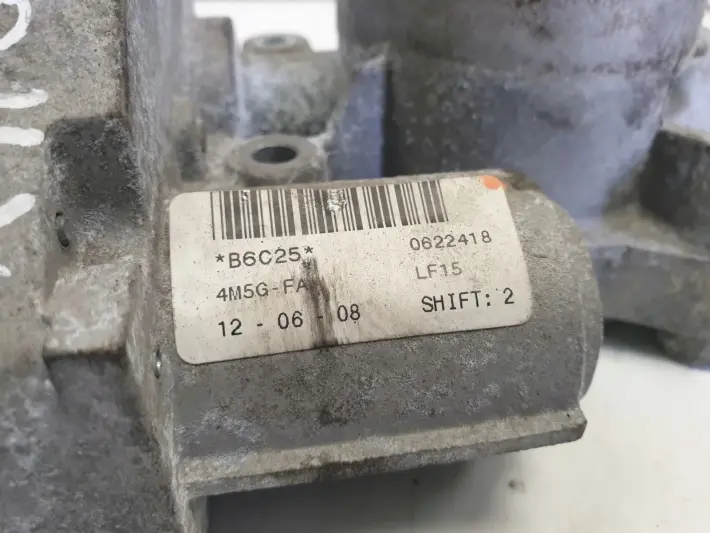 *B6C25* 0622418
4M5G-FA LF15
12 - 06 - 08 SHIFT: 2